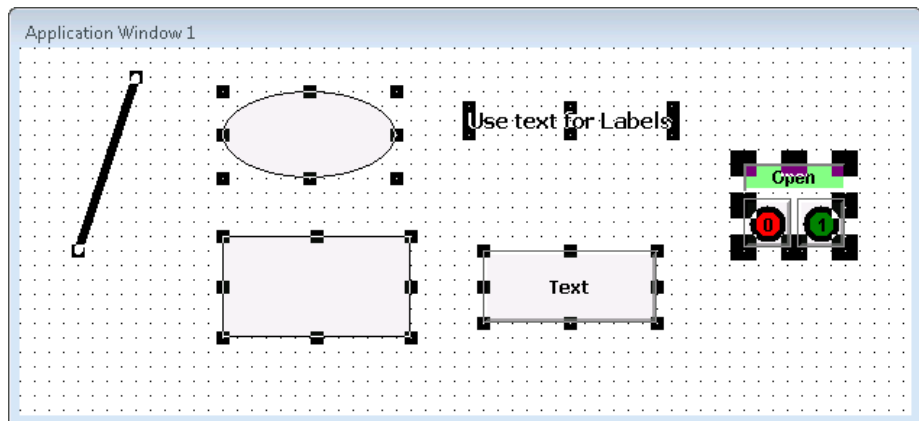 Application Window 1
Use text for Labels
Open
0 1
Text